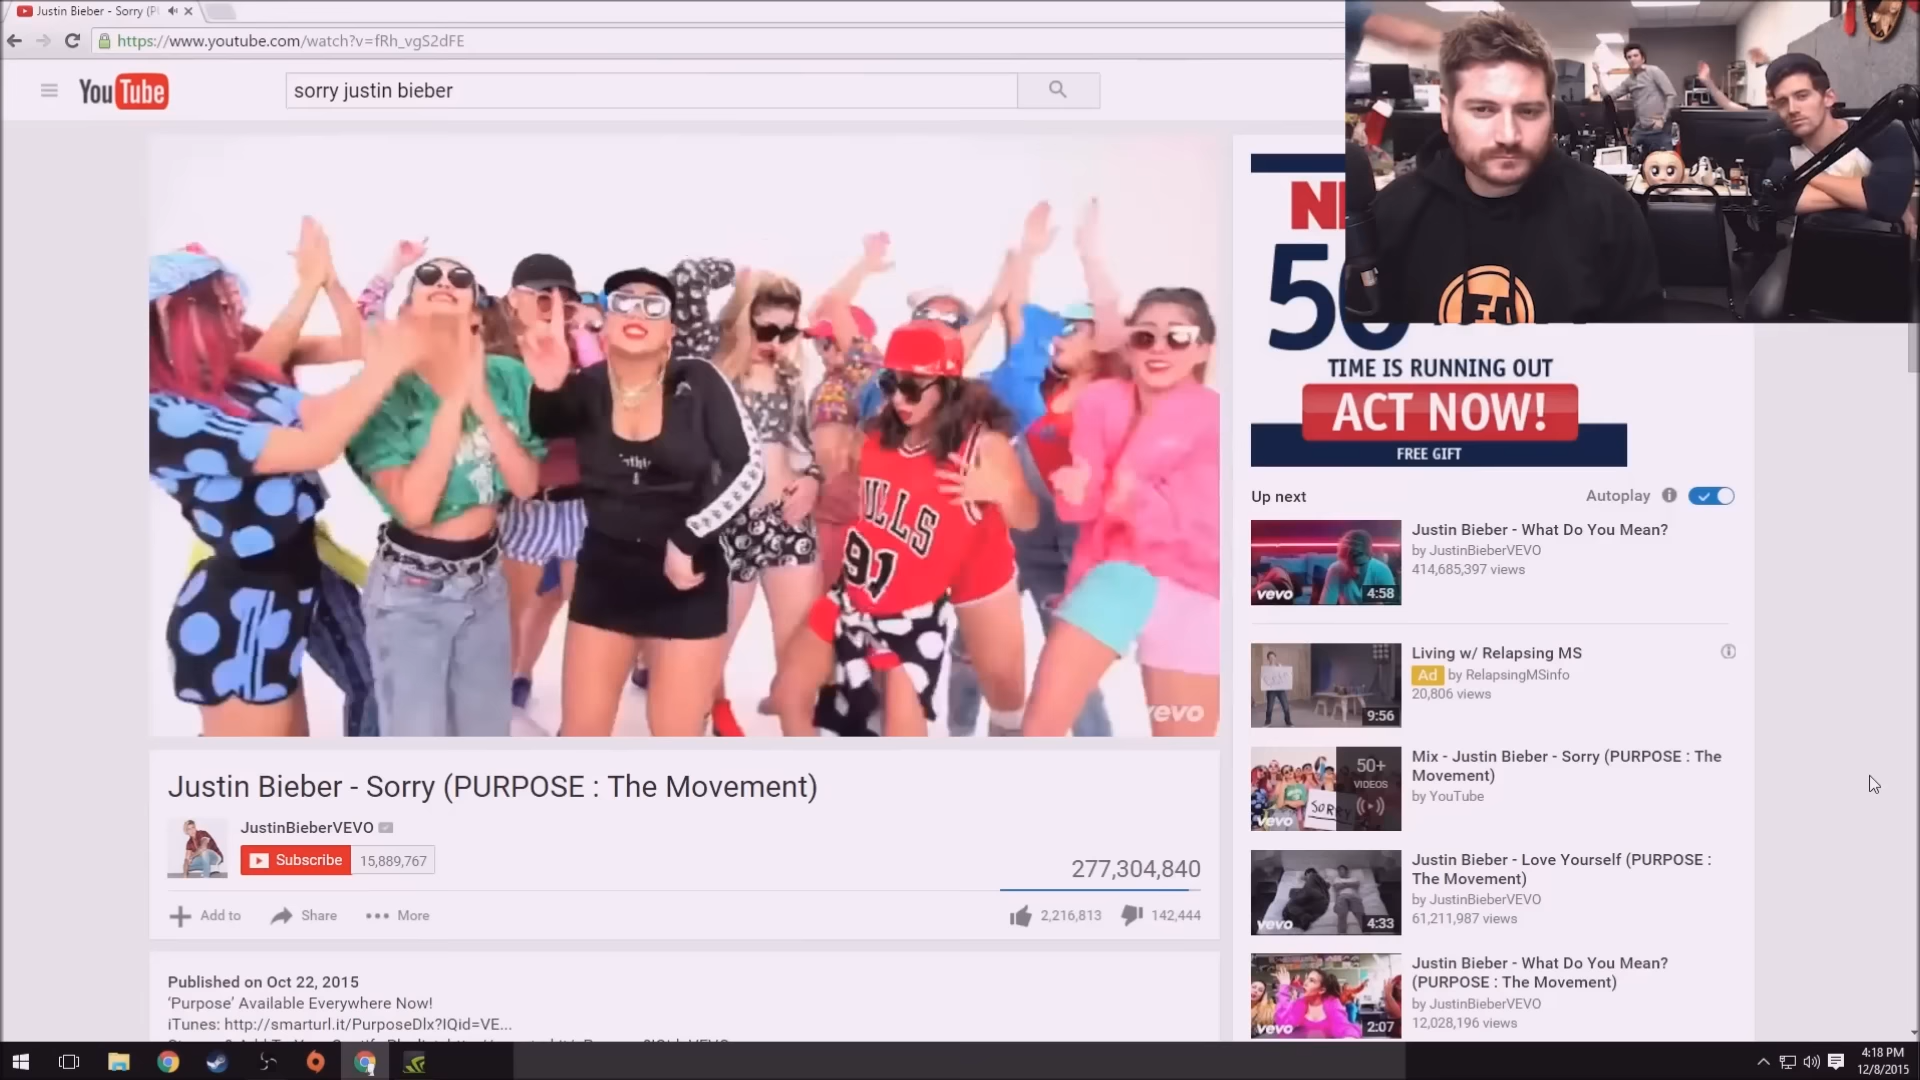 Justin Bieber - Sorry (P
https://www.youtube.com/watch?v=fRh_vgS2dFE
YouTube
sorry justin bieber
50
TIME IS RUNNING OUT
ACT NOW!
FREE GIFT
BULLS
91
vevo
Up next
Autoplay
Justin Bieber - What Do You Mean?
by JustinBieberVEVO
414,685,397 views
vevo
4:58
Living w/ Relapsing MS
Ad by RelapsingMSinfo
20,806 views
9:56
Mix - Justin Bieber - Sorry (PURPOSE : The
Movement)
by YouTube
50+
VIDEOS
SORRY
vevo
Justin Bieber - Love Yourself (PURPOSE :
The Movement)
by JustinBieberVEVO
61,211,987 views
vevo
4:33
Justin Bieber - What Do You Mean?
(PURPOSE : The Movement)
by JustinBieberVEVO
12,028,196 views
vevo
2:07
Justin Bieber - Sorry (PURPOSE : The Movement)
JustinBieberVEVO
Subscribe 15,889,767
277,304,840
Add to Share More
2,216,813 142,444
Published on Oct 22, 2015
‘Purpose’ Available Everywhere Now!
iTunes: http://smarturl.it/PurposeDlx?IQid=VE...
4:18 PM
12/8/2015